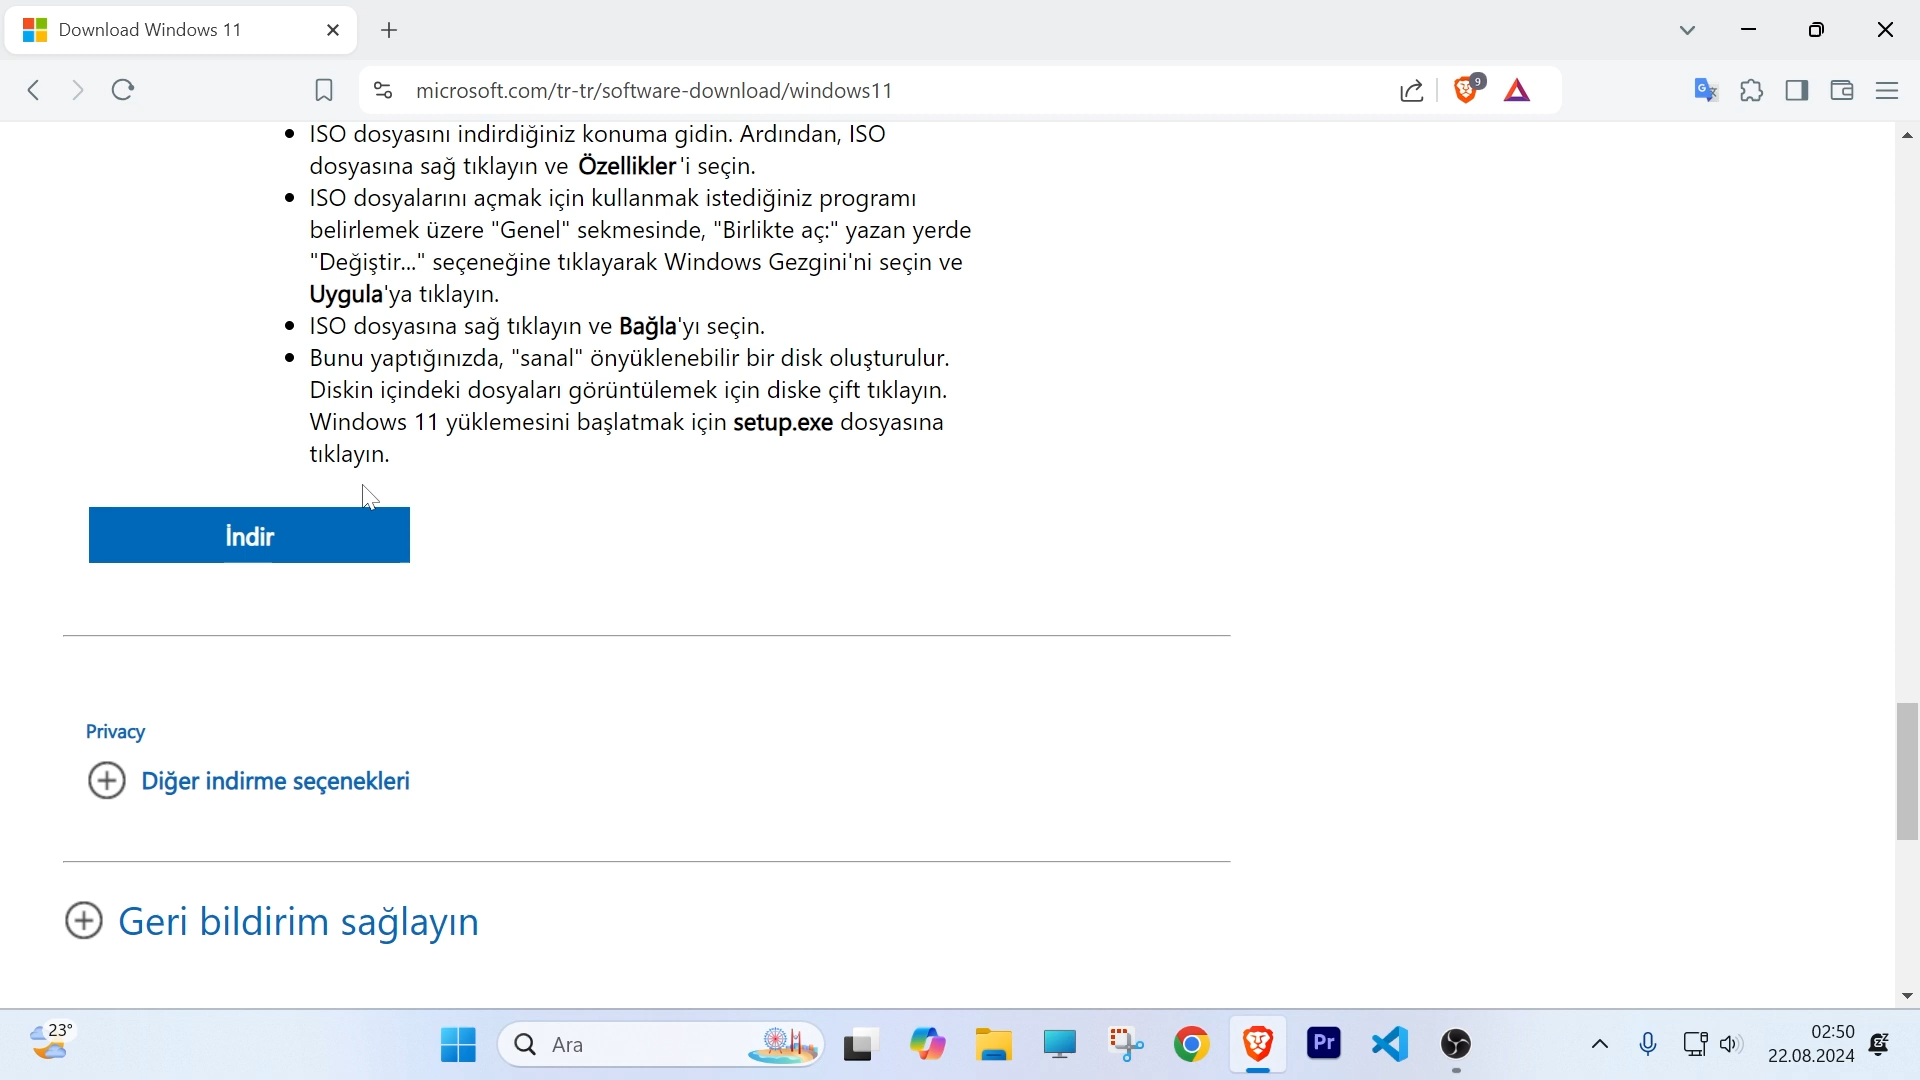 Download Windows 11
microsoft.com/tr-tr/software-download/windows11
9
ISO dosyasını indirdiğiniz konuma gidin. Ardından, ISO
dosyasına sağ tıklayın ve Özellikler'i seçin.
ISO dosyalarını açmak için kullanmak istediğiniz programı
belirlemek üzere "Genel" sekmesinde, "Birlikte aç:" yazan yerde
"Değiştir..." seçeneğine tıklayarak Windows Gezgini'ni seçin ve
Uygula'ya tıklayın.
ISO dosyasına sağ tıklayın ve Bağla'yı seçin.
Bunu yaptığınızda, "sanal" önyüklenebilir bir disk oluşturulur.
Diskin içindeki dosyaları görüntülemek için diske çift tıklayın.
Windows 11 yüklemesini başlatmak için setup.exe dosyasına
tıklayın.
İndir
Privacy
Diğer indirme seçenekleri
Geri bildirim sağlayın
23°
Ara
Pr
02:50
22.08.2024